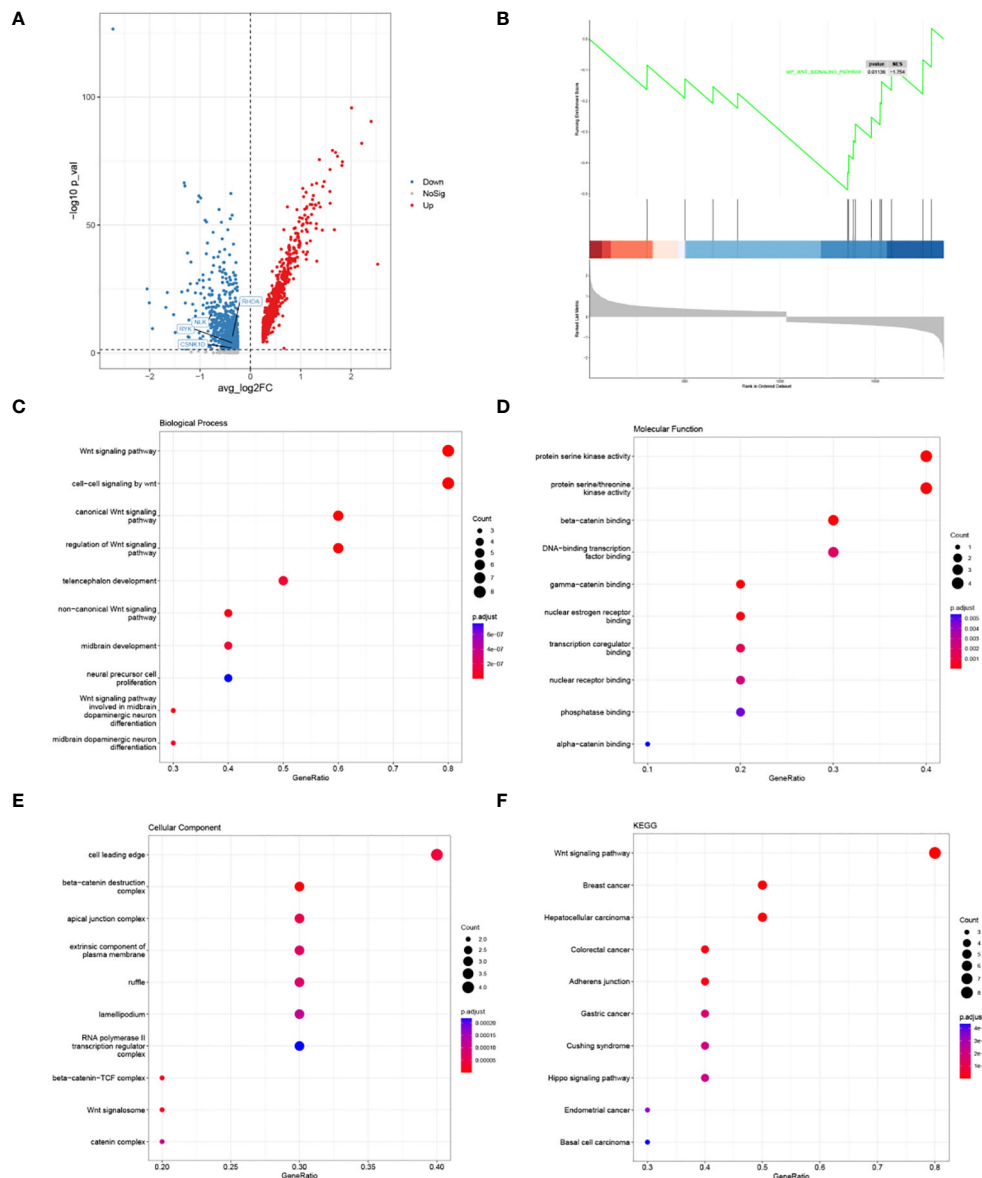 A
−log10 p_val
100
50
0
RHOA
NLK
RYK
CSNK1D
−2
−1
0
1
2
avg_log2FC
Down
NoSig
Up
B
Running Enrichment Score
pvalue NES
0.01136 −1.754
Ranked List Metric
Rank in Ordered Dataset
C
Biological Process
Wnt signaling pathway
cell−cell signaling by wnt
canonical Wnt signaling
pathway
regulation of Wnt signaling
pathway
telencephalon development
non−canonical Wnt signaling
pathway
midbrain development
neural precursor cell
proliferation
Wnt signaling pathway
involved in midbrain
dopaminergic neuron
differentiation
midbrain dopaminergic neuron
differentiation
0.3 0.4 0.5 0.6 0.7 0.8
GeneRatio
Count
3
4
5
6
7
8
p.adjust
6e−07
4e−07
2e−07
D
Molecular Function
protein serine kinase activity
protein serine/threonine
kinase activity
beta−catenin binding
DNA−binding transcription
factor binding
gamma−catenin binding
nuclear estrogen receptor
binding
transcription coregulator
binding
nuclear receptor binding
phosphatase binding
alpha−catenin binding
0.1 0.2 0.3 0.4
GeneRatio
Count
1
2
3
4
p.adjust
0.005
0.004
0.003
0.002
0.001
E
Cellular Component
cell leading edge
beta−catenin destruction
complex
apical junction complex
extrinsic component of
plasma membrane
ruffle
lamellipodium
RNA polymerase II
transcription regulator
complex
beta−catenin−TCF complex
Wnt signalosome
catenin complex
0.20 0.25 0.30 0.35 0.40
GeneRatio
Count
2.0
2.5
3.0
3.5
4.0
p.adjust
0.00020
0.00015
0.00010
0.00005
F
KEGG
Wnt signaling pathway
Breast cancer
Hepatocellular carcinoma
Colorectal cancer
Adherens junction
Gastric cancer
Cushing syndrome
Hippo signaling pathway
Endometrial cancer
Basal cell carcinoma
0.3 0.4 0.5 0.6 0.7 0.8
GeneRatio
Count
3
4
5
6
7
8
p.adjust
4e−
3e−
2e−
1e−